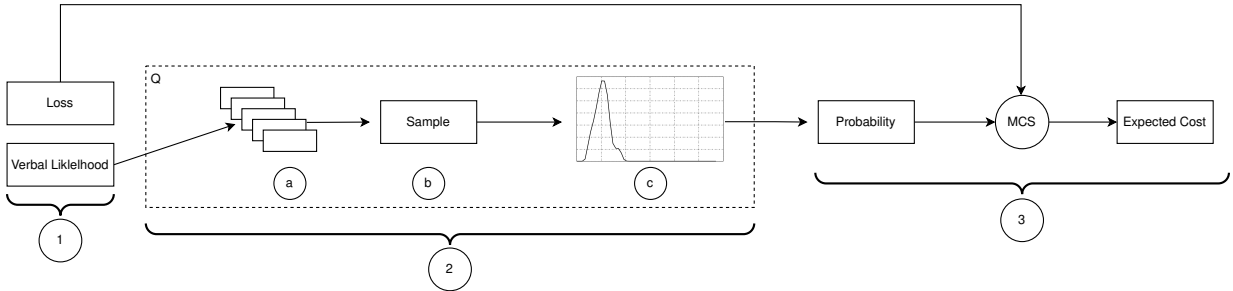 Q
Loss
Verbal Liklelhood
Sample
Probability
MCS
Expected Cost
a
b
c
1
2
3